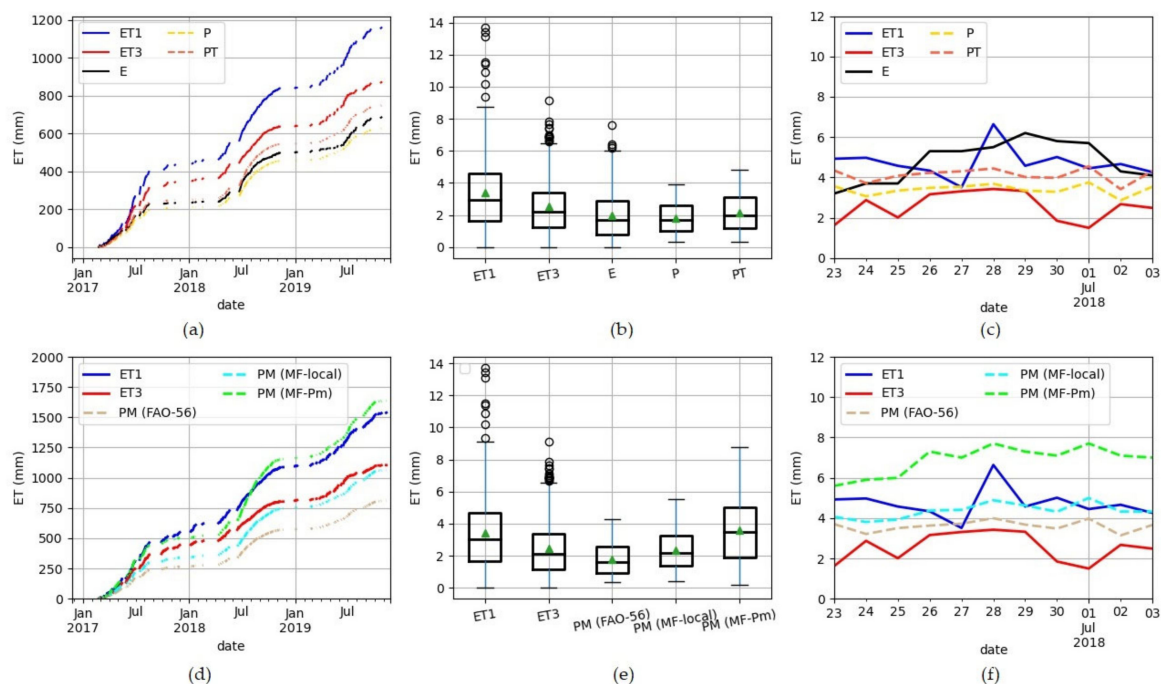 1200
1000
800
600
400
200
0
ET (mm)
ET1
ET3
E
P
PT
Jan
2017
Jul
Jan
2018
Jul
Jan
2019
Jul
date
(a)
14
12
10
8
6
4
2
0
ET (mm)
ET1
ET3
E
P
PT
(b)
12
10
8
6
4
2
0
ET (mm)
ET1
ET3
E
P
PT
23 24 25 26 27 28 29 30 01 02 03
Jul
2018
date
(c)
2000
1750
1500
1250
1000
750
500
250
0
ET (mm)
ET1
ET3
PM (FAO-56)
PM (MF-local)
PM (MF-Pm)
Jan
2017
Jul
Jan
2018
Jul
Jan
2019
Jul
date
(d)
14
12
10
8
6
4
2
0
ET (mm)
ET1
ET3
PM (FAO-56)
PM (MF-local)
PM (MF-Pm)
(e)
12
10
8
6
4
2
0
ET (mm)
ET1
ET3
PM (FAO-56)
PM (MF-local)
PM (MF-Pm)
23 24 25 26 27 28 29 30 01 02 03
Jul
2018
date
(f)